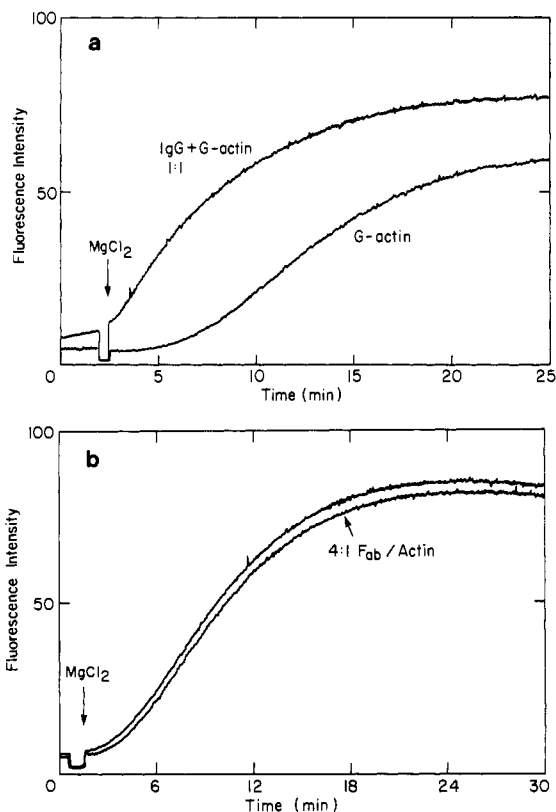 100
a
Fluorescence Intensity
IgG + G-actin
1:1
50
G-actin
MgCl2
0
0
5
10
15
20
25
Time (min)
100
b
4:1 Fab / Actin
Fluorescence Intensity
50
MgCl2
0
0
6
12
18
24
30
Time (min)